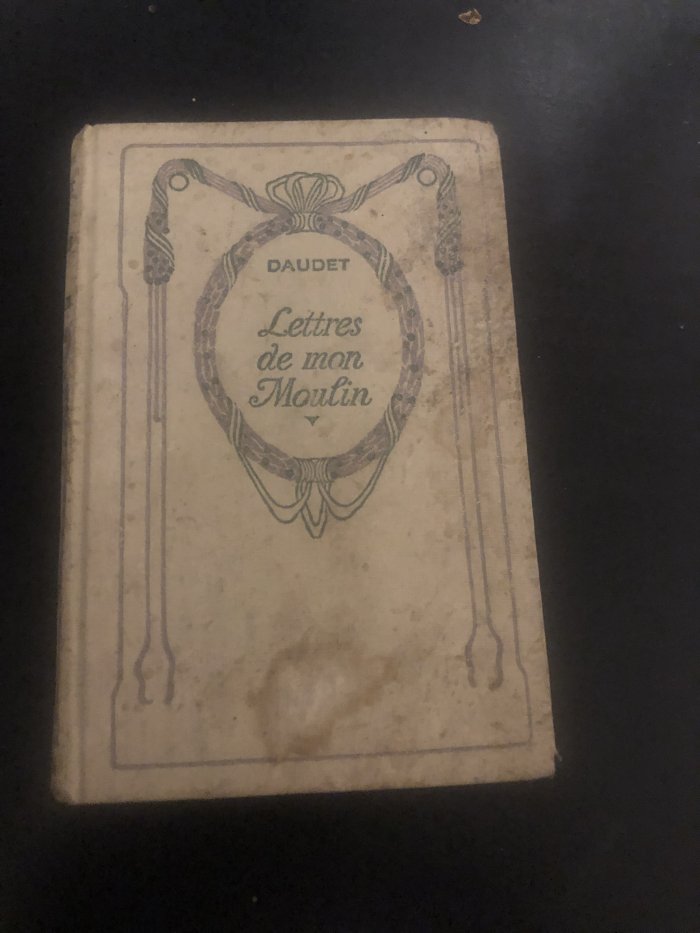 DAUDET
Lettres
de mon
Moulin